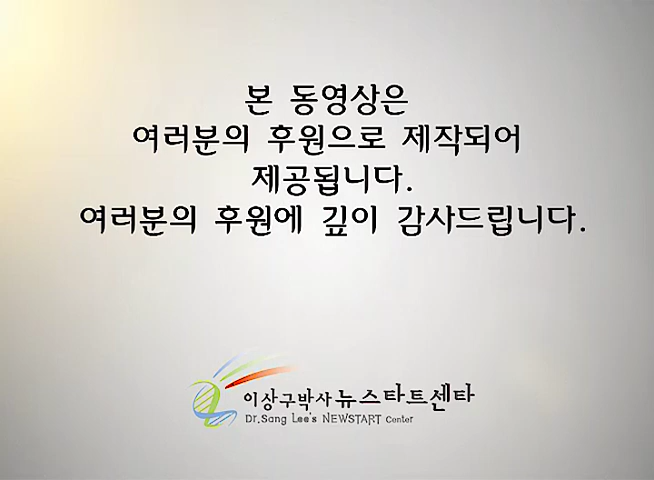 본 동영상은
여러분의 후원으로 제작되어
제공됩니다.
여러분의 후원에 깊이 감사드립니다.
이상구박사 뉴스타트센타
Dr.Sang Lee's NEWSTART Center